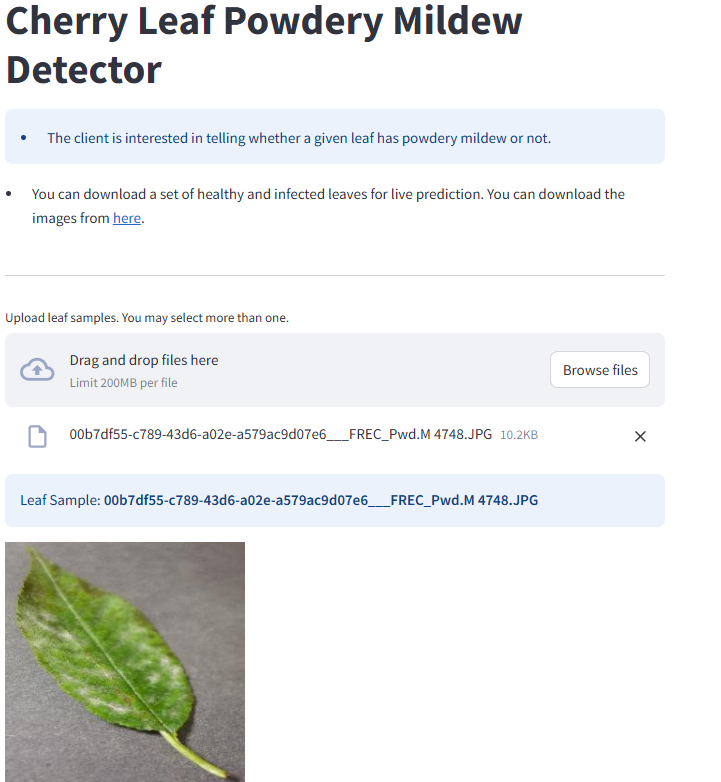 Cherry Leaf Powdery Mildew
Detector
The client is interested in telling whether a given leaf has powdery mildew or not.
You can download a set of healthy and infected leaves for live prediction. You can download the
images from here.
Upload leaf samples. You may select more than one.
Drag and drop files here
Limit 200MB per file
Browse files
00b7df55-c789-43d6-a02e-a579ac9d07e6___FREC_Pwd.M 4748.JPG 10.2KB
Leaf Sample: 00b7df55-c789-43d6-a02e-a579ac9d07e6___FREC_Pwd.M 4748.JPG